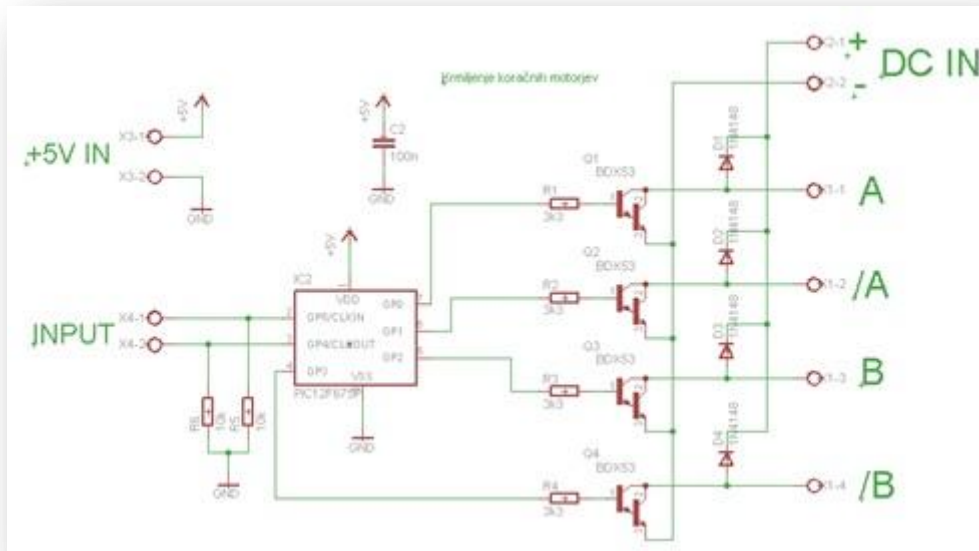 Krmiljenje koračnih motorjev
X2-1 +
DC IN
X2-2 -
+5V IN
X3-1
+5V
X3-2
GND
+5V
C2
100n
GND
Q1
BDX53
R1
3k3
D1
1N4148
X1-1
A
Q2
BDX53
R2
3k3
D2
1N4148
X1-2
/A
Q3
BDX53
R3
3k3
D3
1N4148
X1-3
B
Q4
BDX53
R4
3k3
D4
1N4148
X1-4
/B
+5V
IC2
INPUT
X4-1
X4-2
VDD
GP0
GP5/CLKIN
GP1
GP4/CLKOUT
GP2
GP3
VSS
PIC12F675P
GND
R6
10k
R5
10k
GND